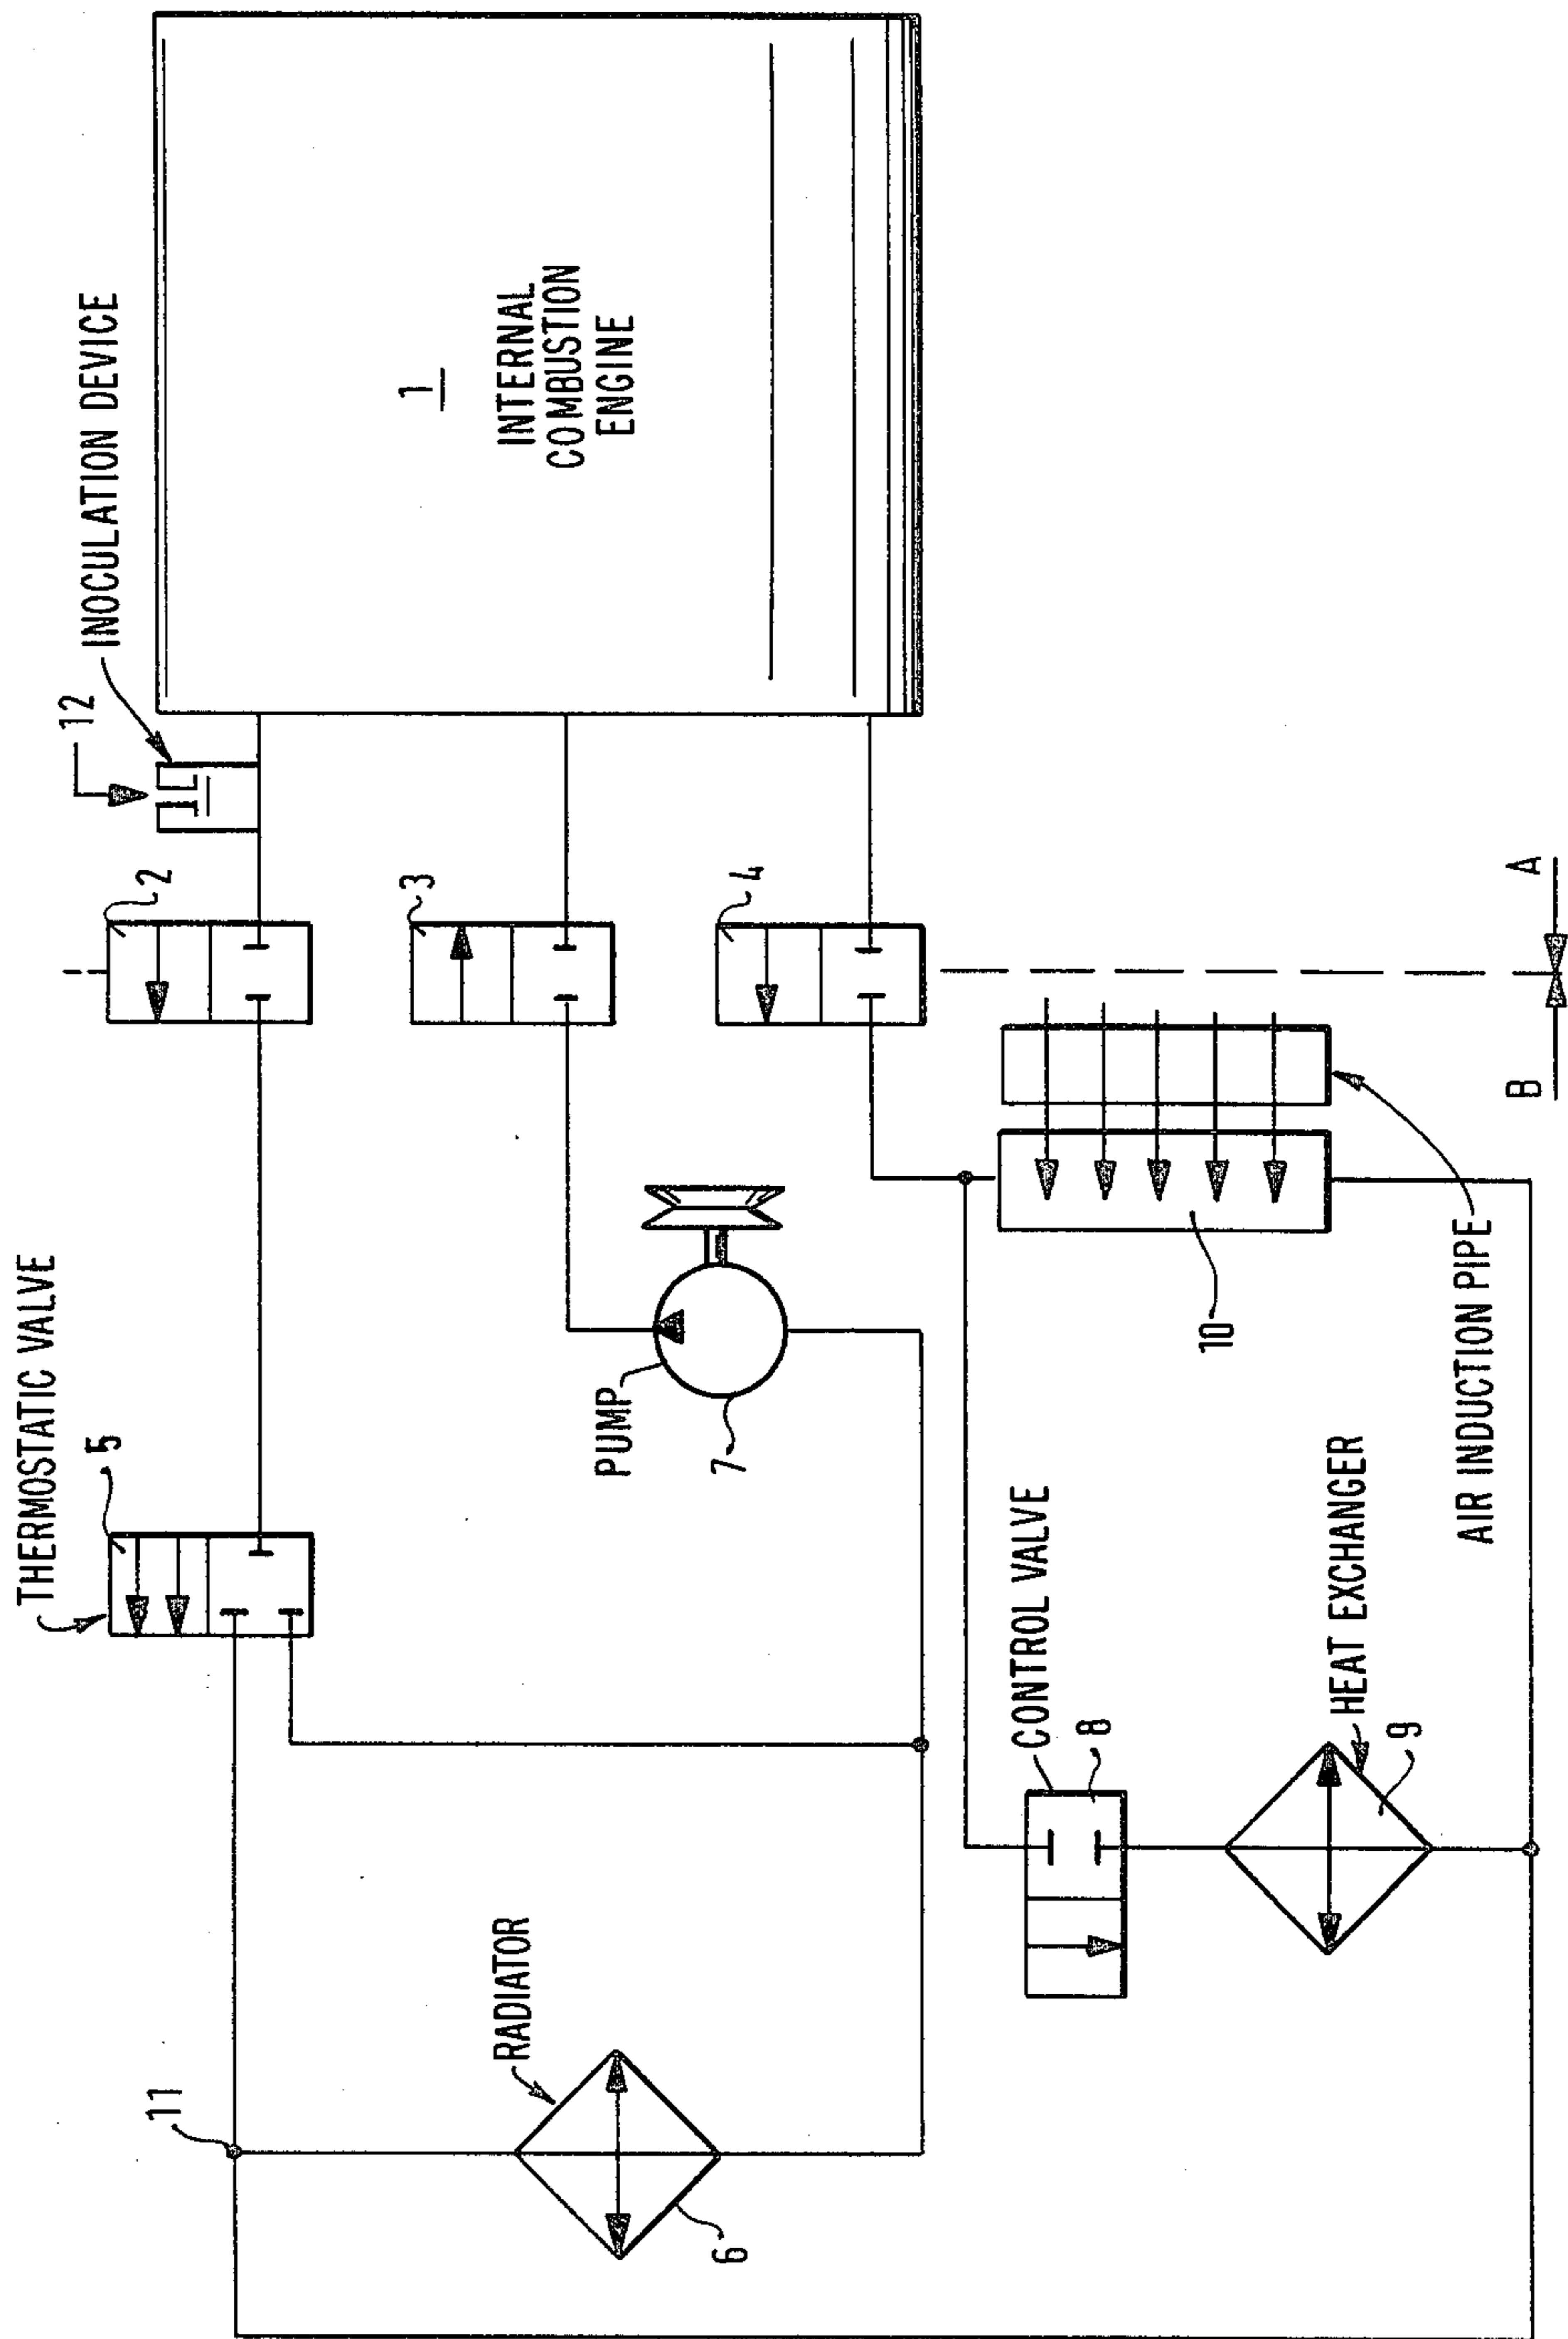 THERMOSTATIC VALVE
5
2
12
INOCULATION DEVICE
11
RADIATOR
6
3
PUMP
7
4
1
INTERNAL
COMBUSTION
ENGINE
CONTROL VALVE
8
HEAT EXCHANGER
9
10
AIR INDUCTION PIPE
B
A